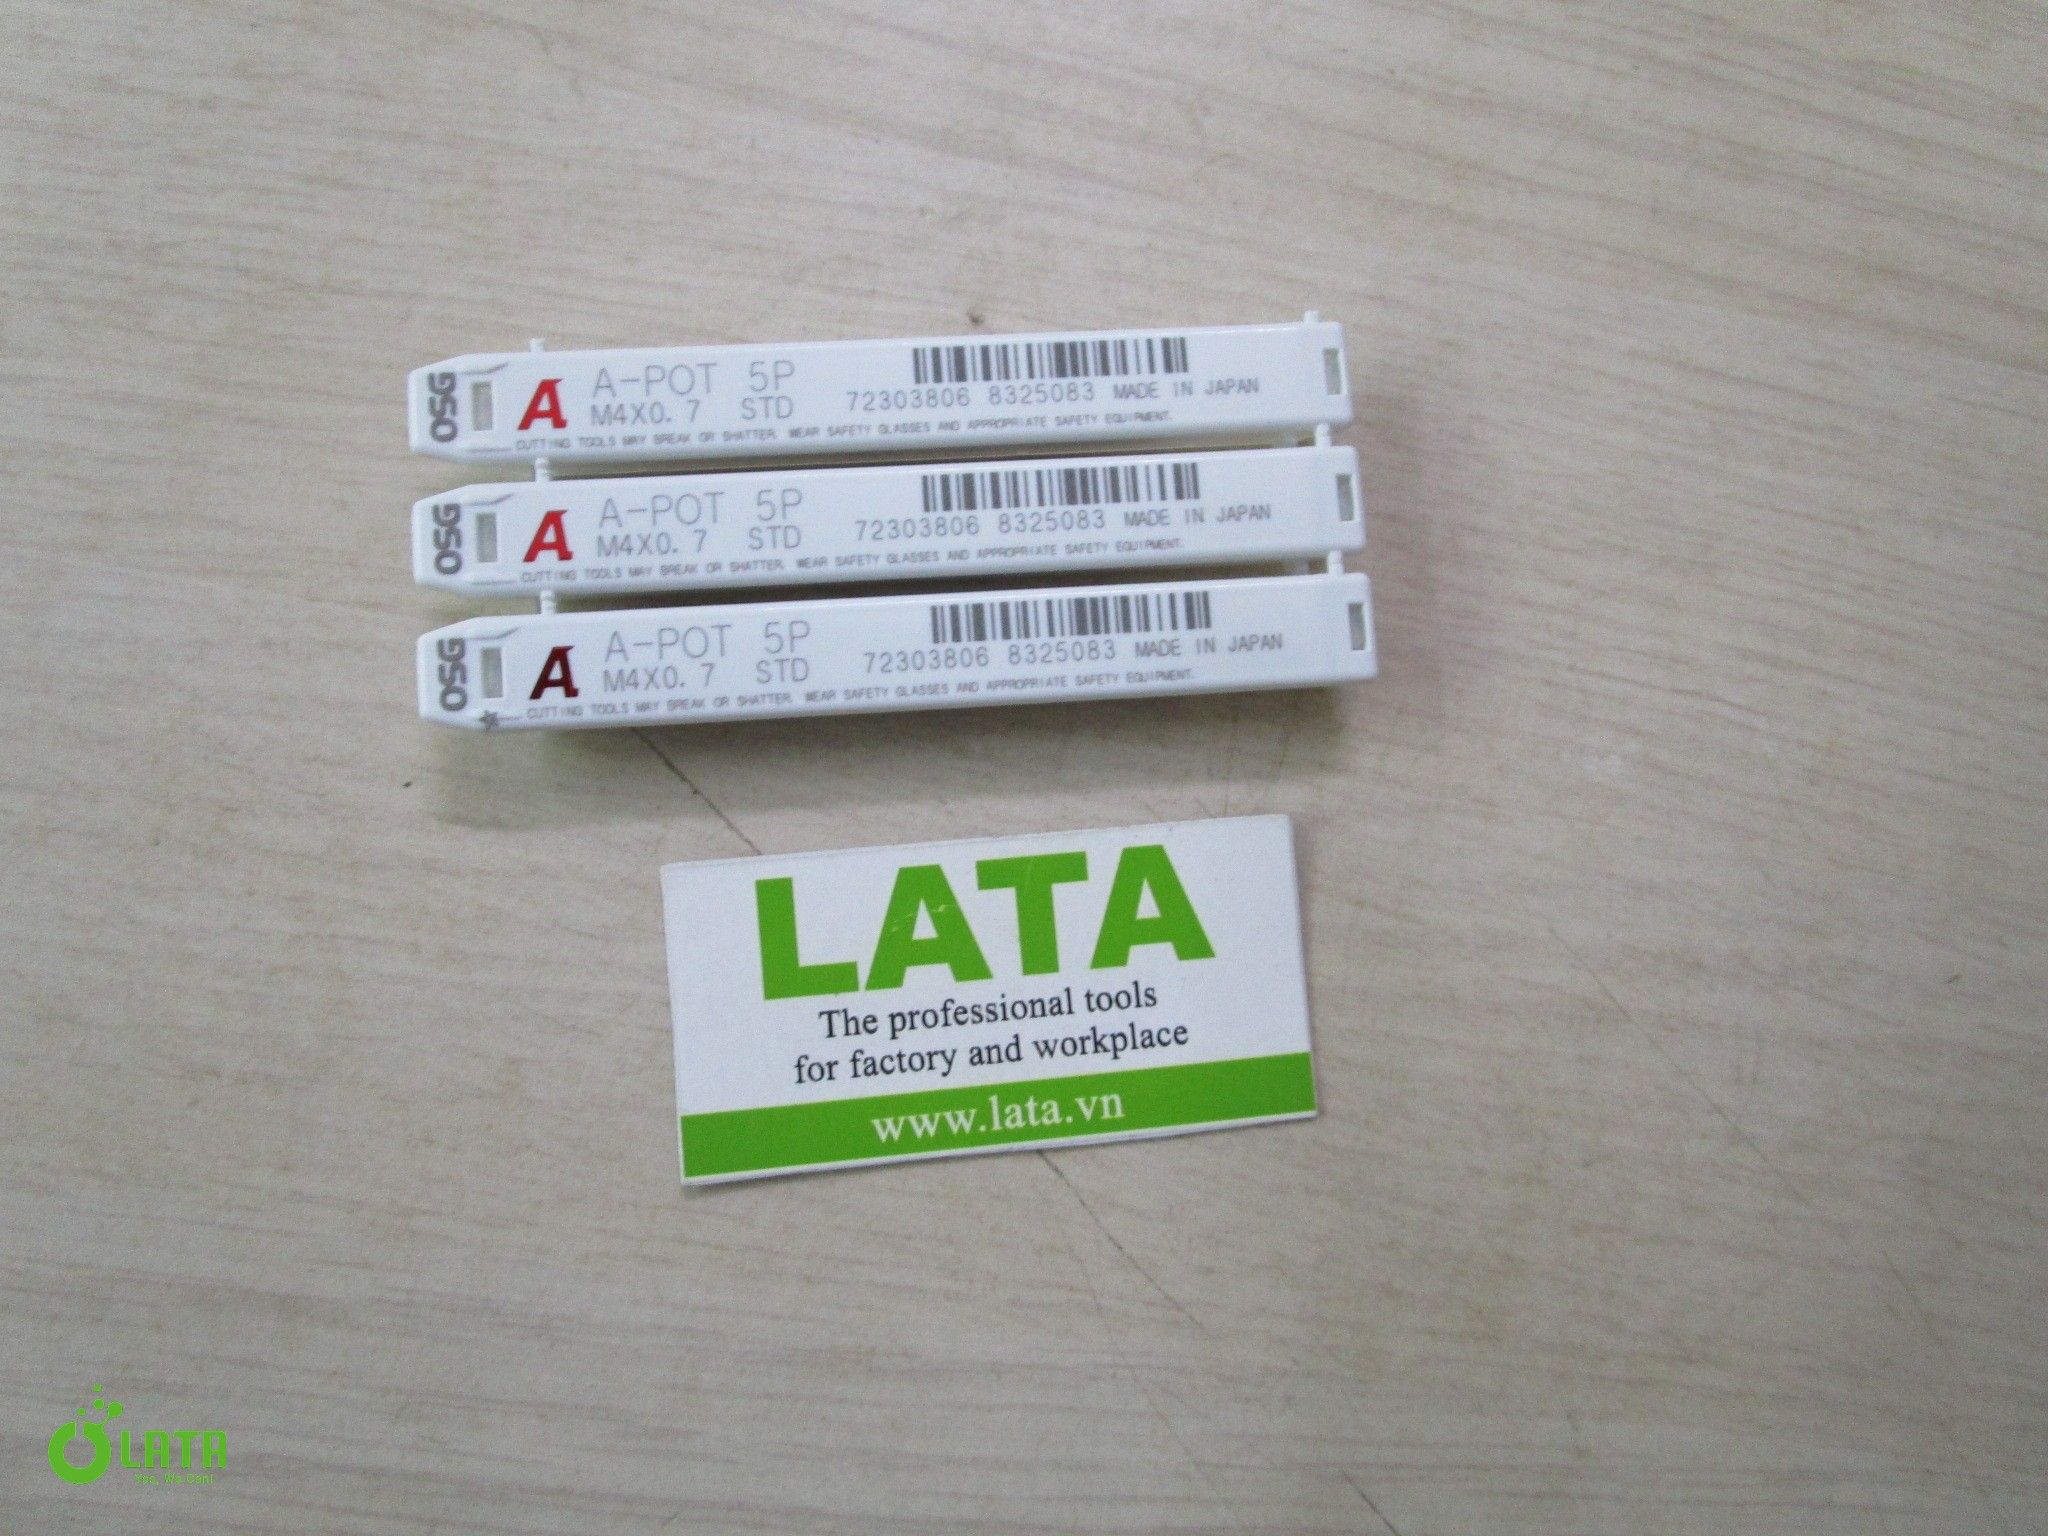 OSG
A
A-POT 5P
M4X0.7 STD
72303806 8325083 MADE IN JAPAN
CUTTING TOOLS MAY BREAK OR SHATTER. WEAR SAFETY GLASSES AND APPROPRIATE SAFETY EQUIPMENT.
OSG
A
A-POT 5P
M4X0.7 STD
72303806 8325083 MADE IN JAPAN
CUTTING TOOLS MAY BREAK OR SHATTER. WEAR SAFETY GLASSES AND APPROPRIATE SAFETY EQUIPMENT.
OSG
A
A-POT 5P
M4X0.7 STD
72303806 8325083 MADE IN JAPAN
CUTTING TOOLS MAY BREAK OR SHATTER. WEAR SAFETY GLASSES AND APPROPRIATE SAFETY EQUIPMENT.
LATA
The professional tools
for factory and workplace
www.lata.vn
LATA
Yes, We Can!